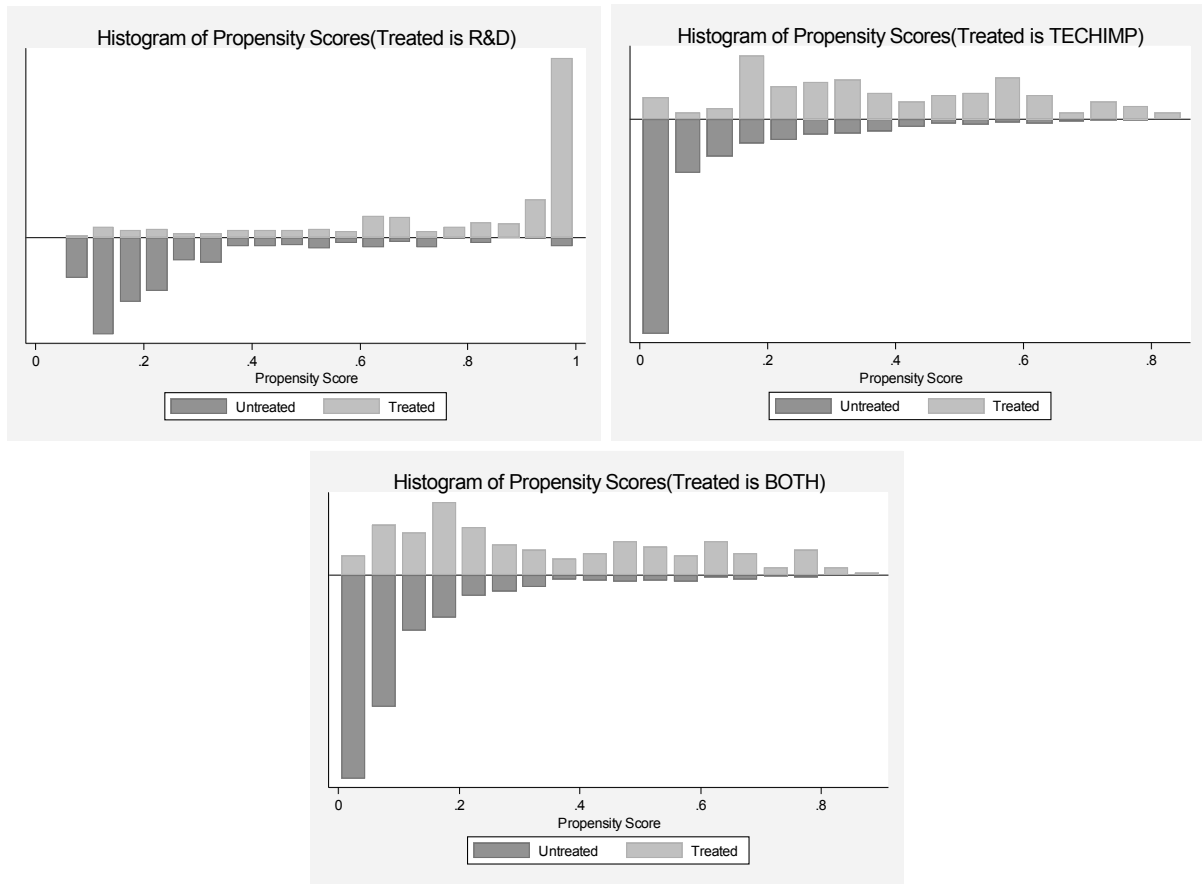 Histogram of Propensity Scores(Treated is R&D)
0 .2 .4 .6 .8 1
Propensity Score
Untreated Treated
Histogram of Propensity Scores(Treated is TECHIMP)
0 .2 .4 .6 .8
Propensity Score
Untreated Treated
Histogram of Propensity Scores(Treated is BOTH)
0 .2 .4 .6 .8
Propensity Score
Untreated Treated